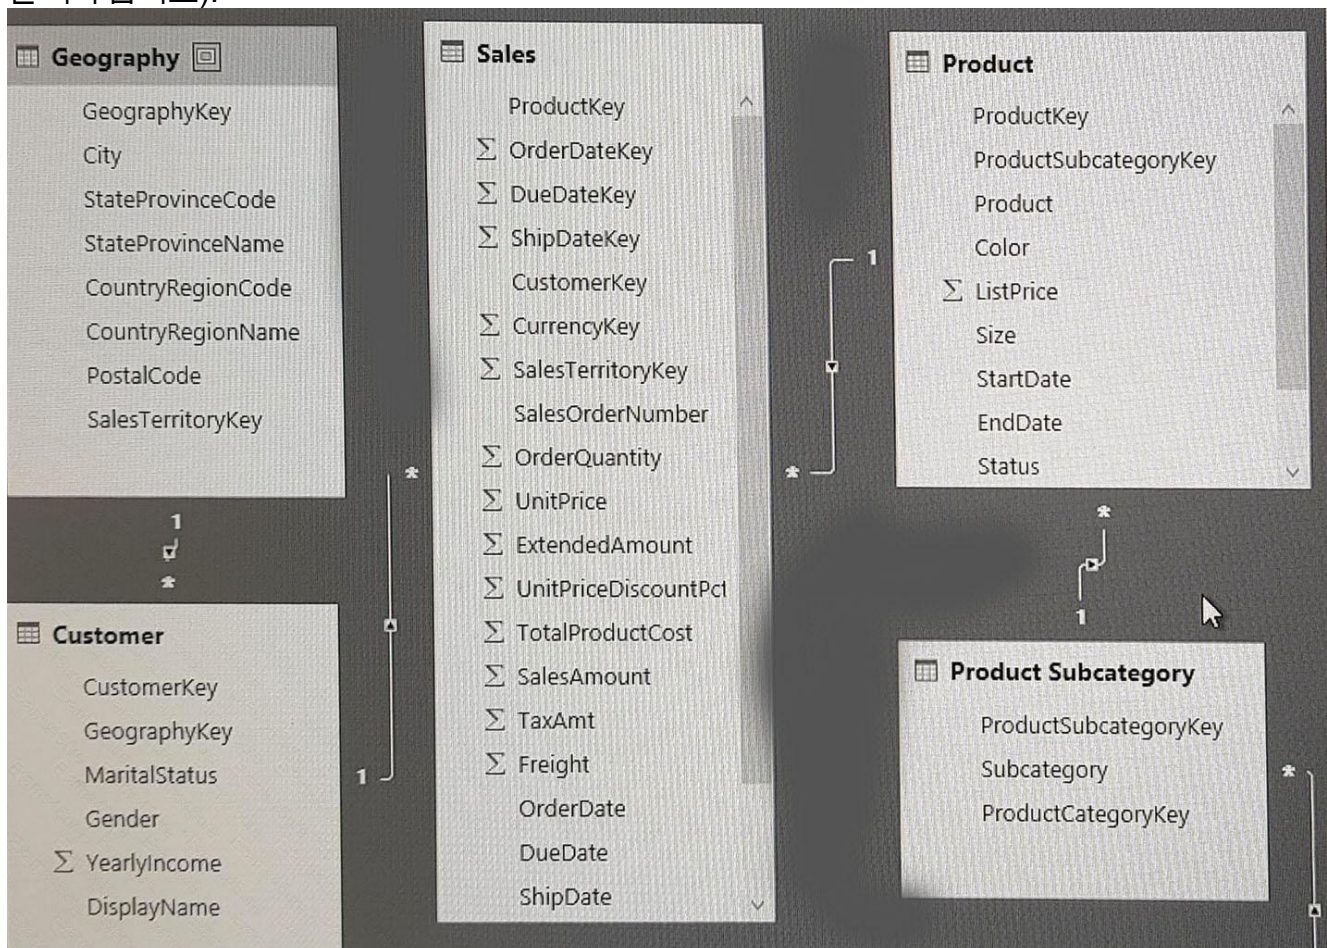 Geography
GeographyKey
City
StateProvinceCode
StateProvinceName
CountryRegionCode
CountryRegionName
PostalCode
SalesTerritoryKey
1
*
Customer
CustomerKey
GeographyKey
MaritalStatus
Gender
Σ YearlyIncome
DisplayName
*
1
Sales
ProductKey
Σ OrderDateKey
Σ DueDateKey
Σ ShipDateKey
CustomerKey
Σ CurrencyKey
Σ SalesTerritoryKey
SalesOrderNumber
Σ OrderQuantity
Σ UnitPrice
Σ ExtendedAmount
Σ UnitPriceDiscountPct
Σ TotalProductCost
Σ SalesAmount
Σ TaxAmt
Σ Freight
OrderDate
DueDate
ShipDate
1
*
Product
ProductKey
ProductSubcategoryKey
Product
Color
Σ ListPrice
Size
StartDate
EndDate
Status
*
1
Product Subcategory
ProductSubcategoryKey
Subcategory
ProductCategoryKey
*